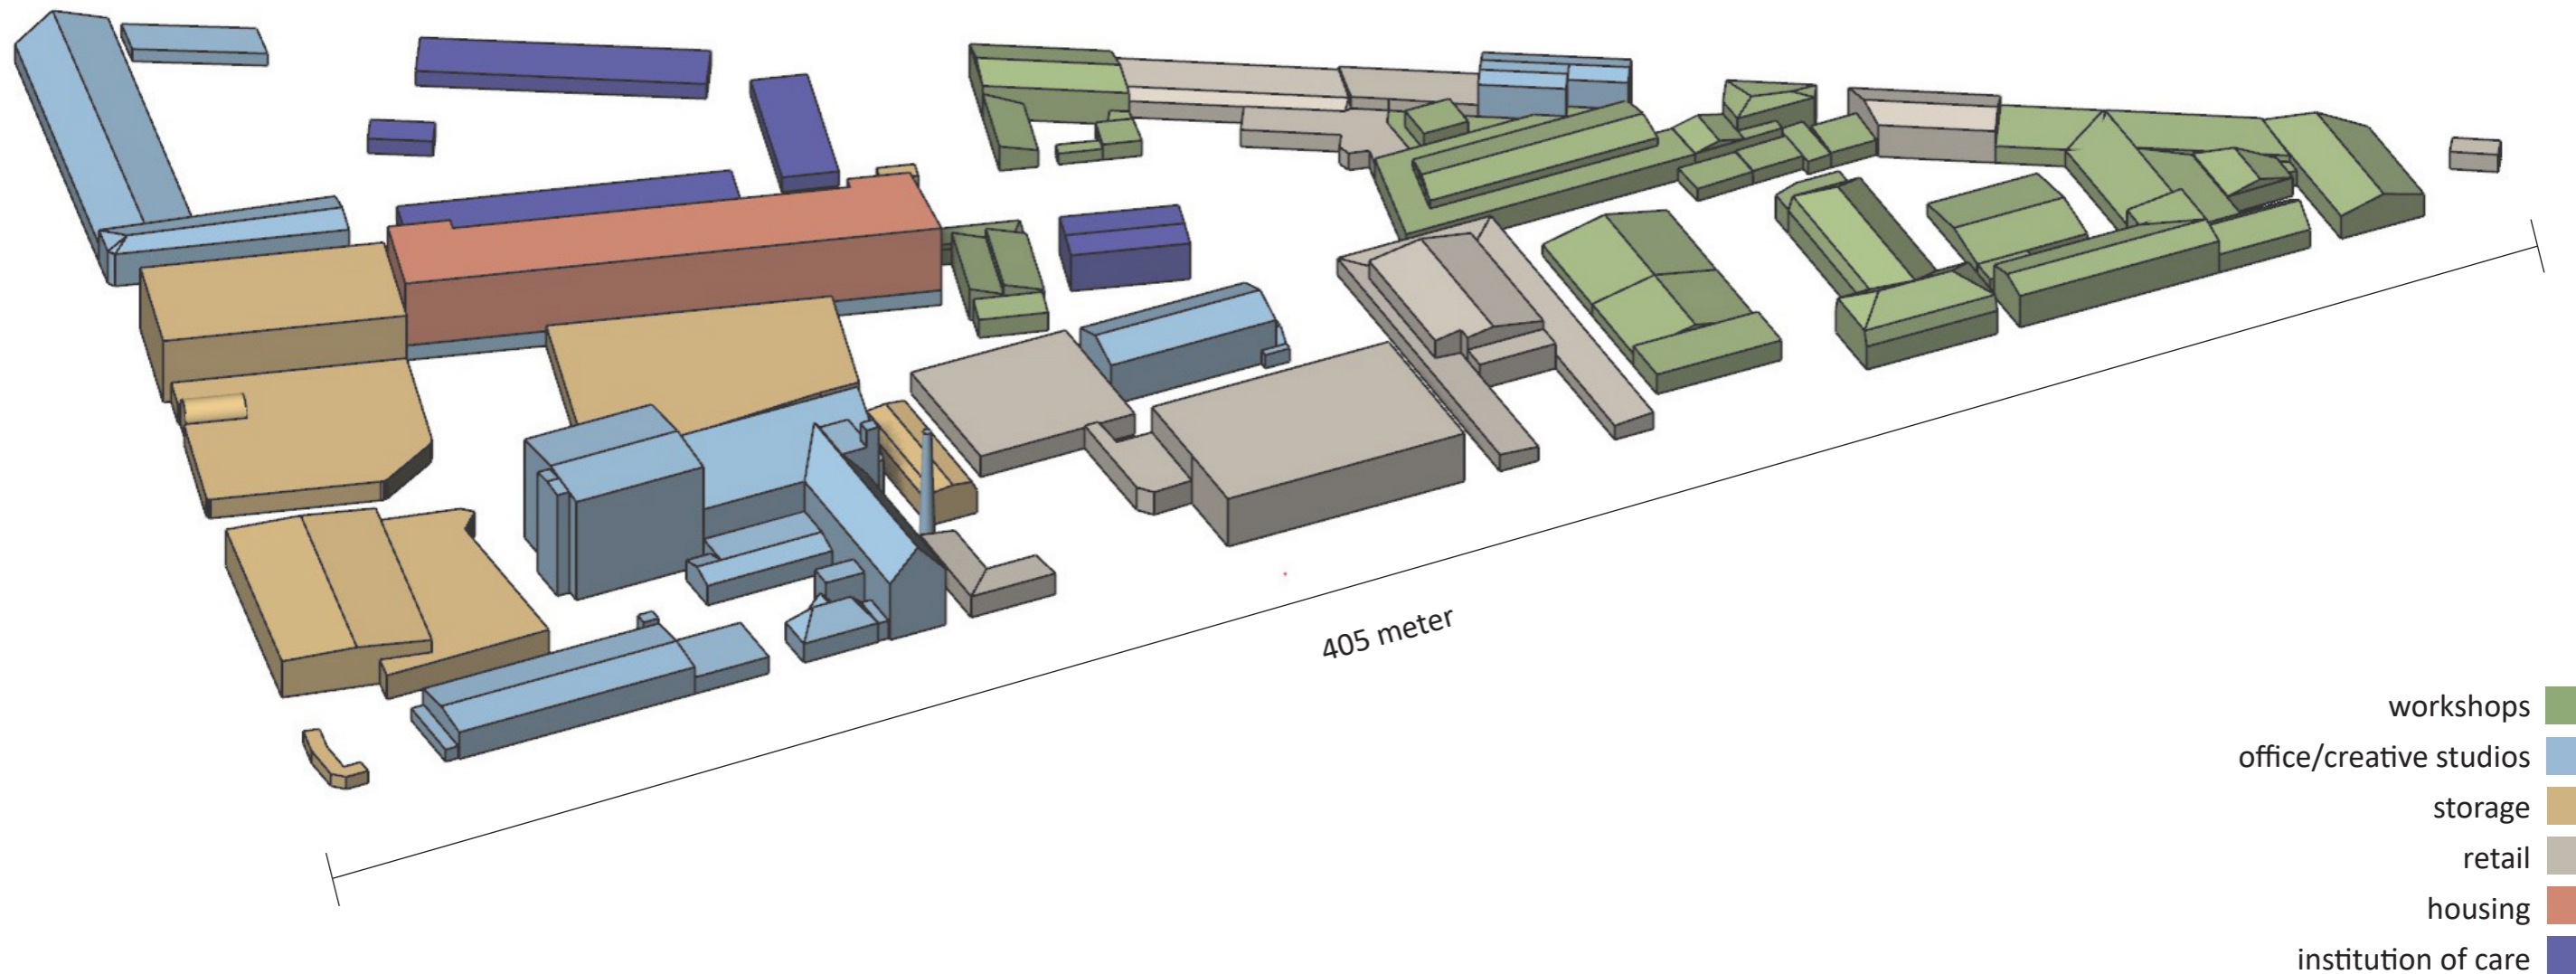 405 meter
workshops
office/creative studios
storage
retail
housing
institution of care